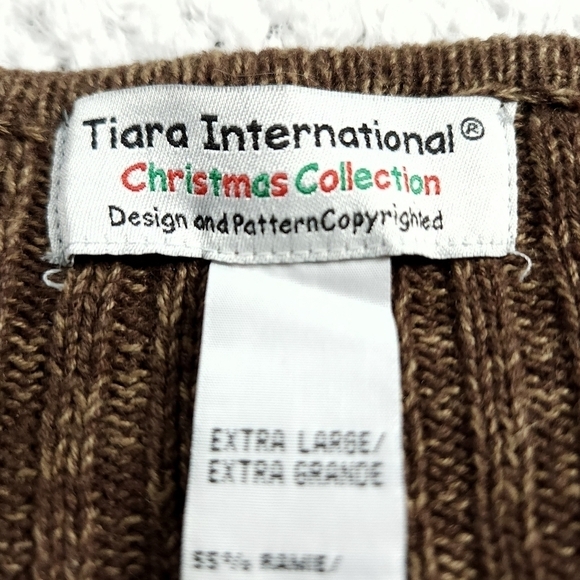 Tiara International®
Christmas Collection
Design and Pattern Copyrighted
EXTRA LARGE/
EXTRA GRANDE
55% RAMIE/